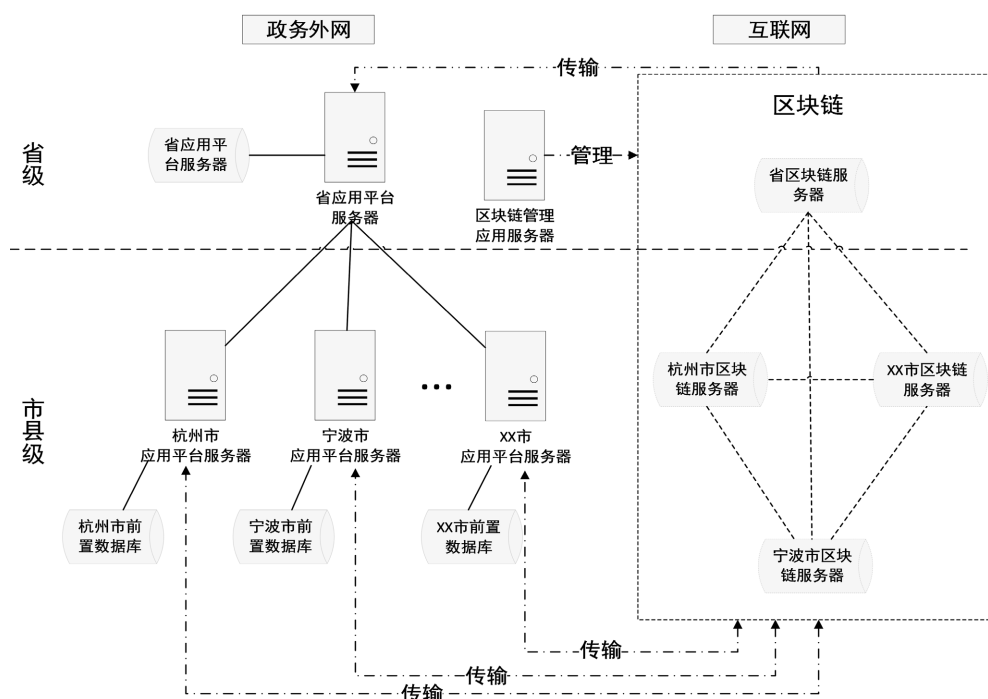 政务外网
互联网
传输
区块链
省级
省应用平
台服务器
管理
省区块链服
务器
省应用平台
服务器
区块链管理
应用服务器
杭州市区块
链服务器
XX市区块链
服务器
市县级
杭州市
应用平台服务器
宁波市
应用平台服务器
XX市
应用平台服务器
杭州市前
置数据库
宁波市前
置数据库
XX市前置
数据库
宁波市区块
链服务器
传输
传输
传输